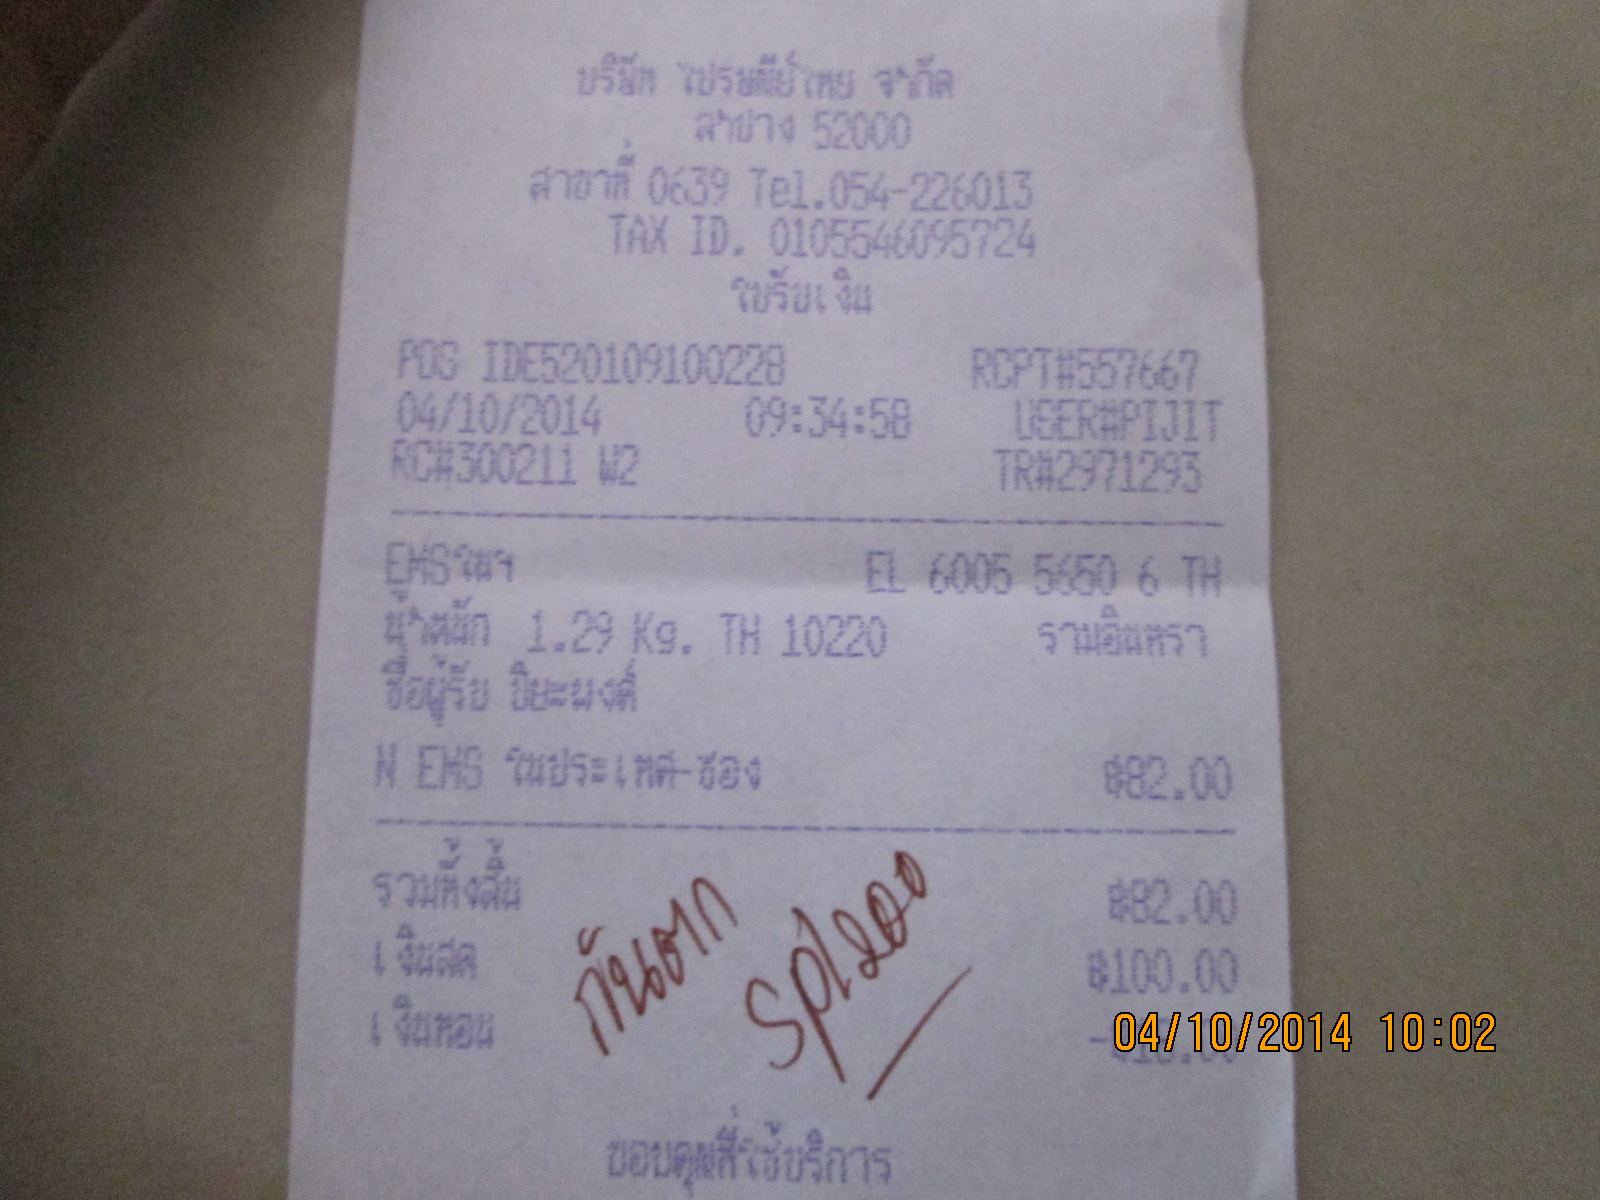 บริษัท ไปรษณีย์ไทย จำกัด
ลำปาง 52000
สาขาที่ 0639 Tel.054-226013
TAX ID. 0105546095724
ใบรับเงิน
POS IDE520109100228 RCPT#557667
04/10/2014 09:34:58 USER#PIJIT
RC#300211 W2 TR#2971293
EMSในฯ EL 6005 5650 6 TH
น้ำหนัก 1.29 Kg. TH 10220 รามอินทรา
ชื่อผู้รับ ปิยะพงศ์
N EMS ในประเทศ-ซอง ฿82.00
รวมทั้งสิ้น ฿82.00
เงินสด ฿100.00
เงินทอน
กันตก
Spl 200
04/10/2014 10:02
ขอบคุณที่ใช้บริการ